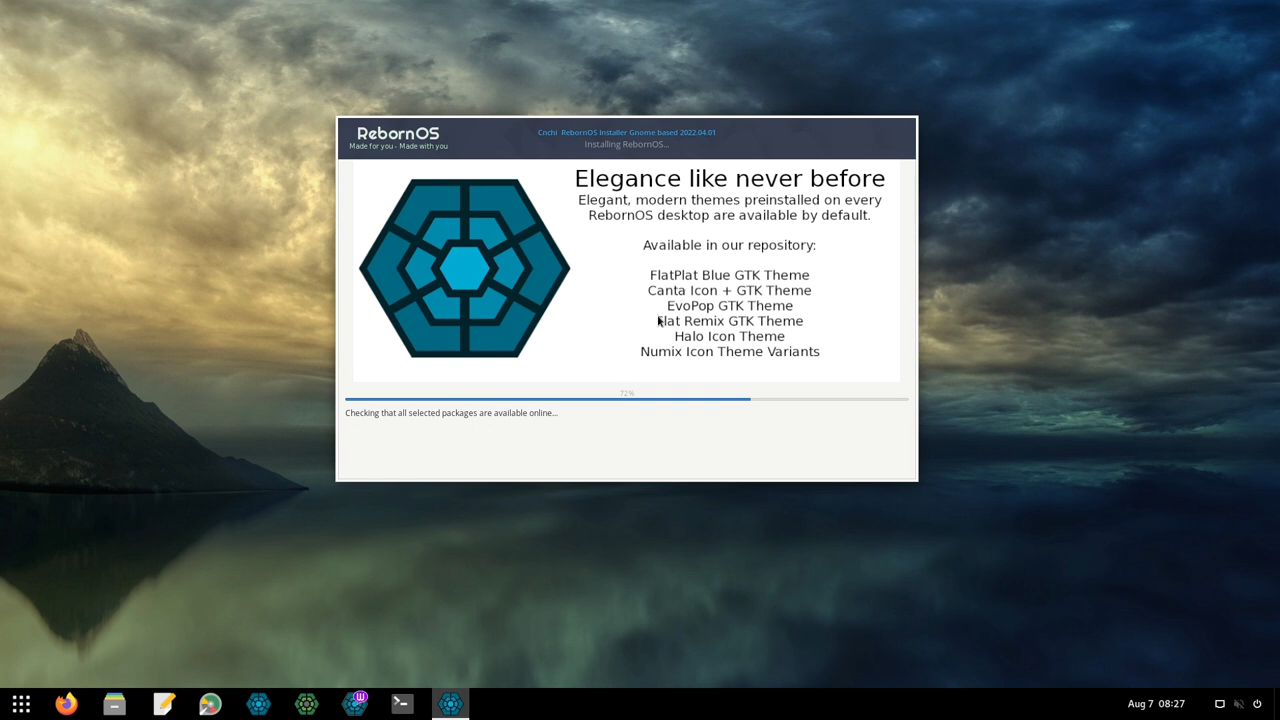 RebornOS
Made for you - Made with you
Cnchi RebornOS Installer Gnome based 2022.04.01
Installing RebornOS...
Elegance like never before
Elegant, modern themes preinstalled on every
RebornOS desktop are available by default.
Available in our repository:
FlatPlat Blue GTK Theme
Canta Icon + GTK Theme
EvoPop GTK Theme
Flat Remix GTK Theme
Halo Icon Theme
Numix Icon Theme Variants
72%
Checking that all selected packages are available online...
W
Aug 7 08:27